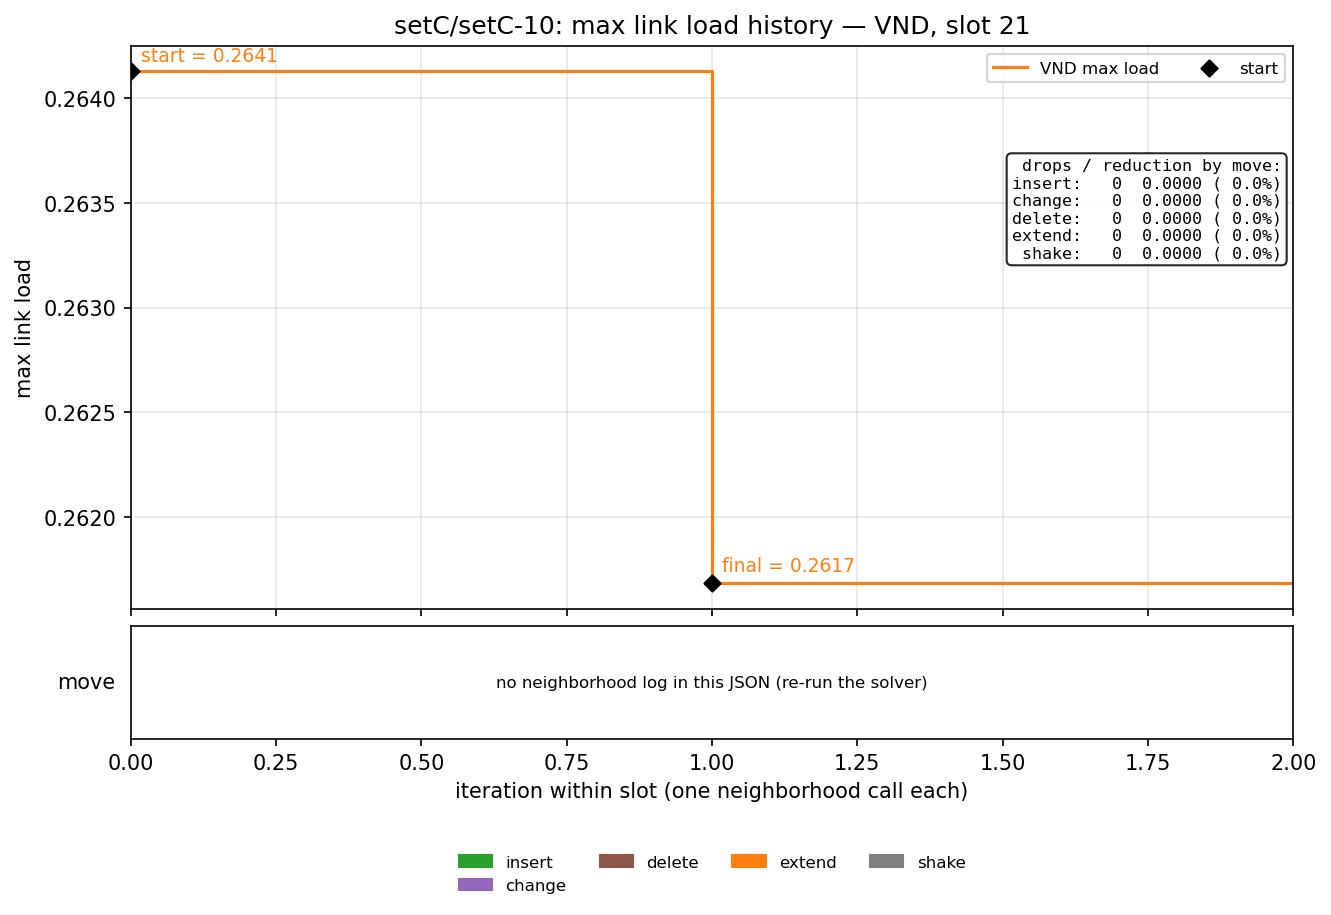 setC/setC-10: max link load history — VND, slot 21
start = 0.2641
VND max load
start
drops / reduction by move:
insert:   0  0.0000 ( 0.0%)
change:   0  0.0000 ( 0.0%)
delete:   0  0.0000 ( 0.0%)
extend:   0  0.0000 ( 0.0%)
shake:   0  0.0000 ( 0.0%)
max link load
0.2640
0.2635
0.2630
0.2625
0.2620
final = 0.2617
move
no neighborhood log in this JSON (re-run the solver)
0.00 0.25 0.50 0.75 1.00 1.25 1.50 1.75 2.00
iteration within slot (one neighborhood call each)
insert delete extend shake
change